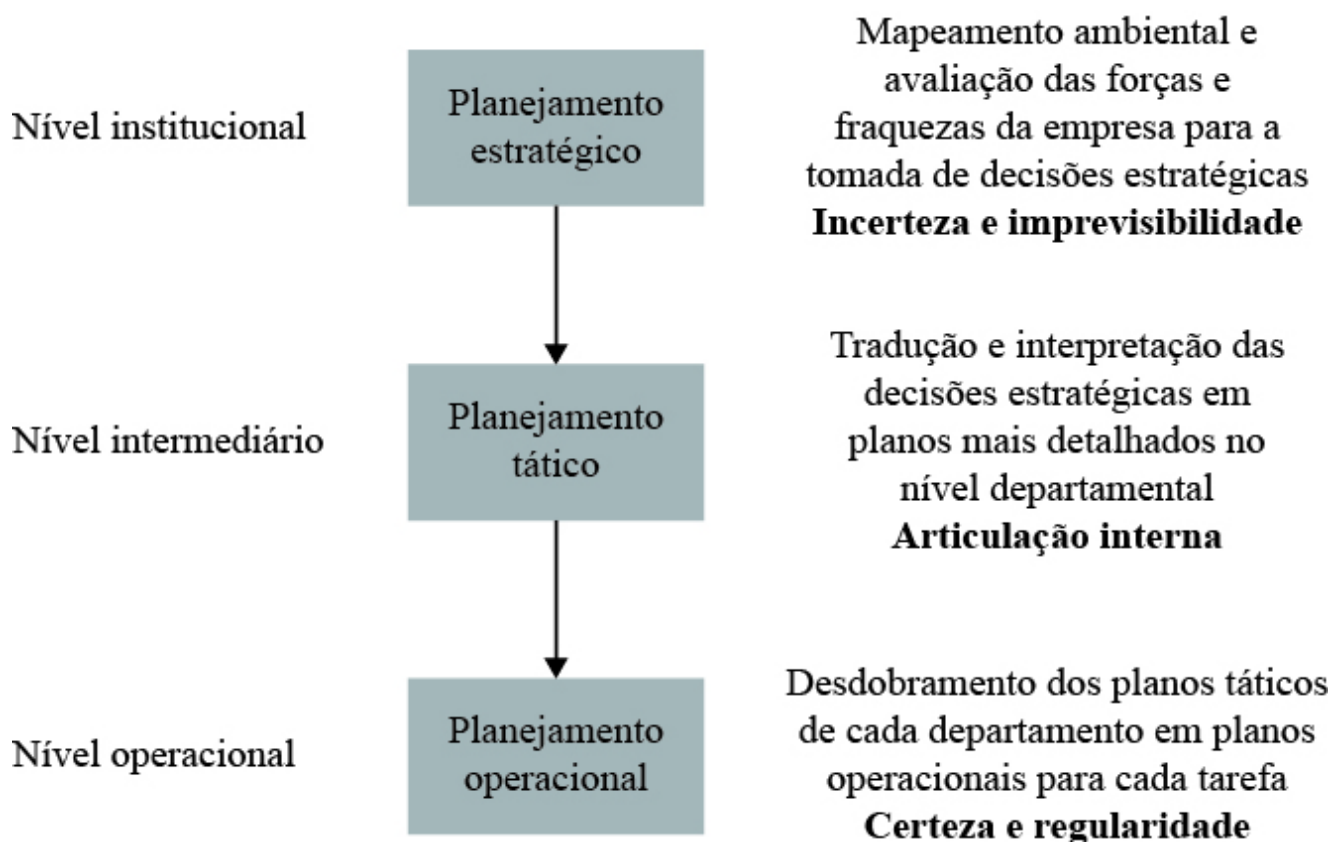 Nível institucional
Planejamento
estratégico
Mapeamento ambiental e
avaliação das forças e
fraquezas da empresa para a
tomada de decisões estratégicas
Incerteza e imprevisibilidade
Nível intermediário
Planejamento
tático
Tradução e interpretação das
decisões estratégicas em
planos mais detalhados no
nível departamental
Articulação interna
Nível operacional
Planejamento
operacional
Desdobramento dos planos táticos
de cada departamento em planos
operacionais para cada tarefa
Certeza e regularidade